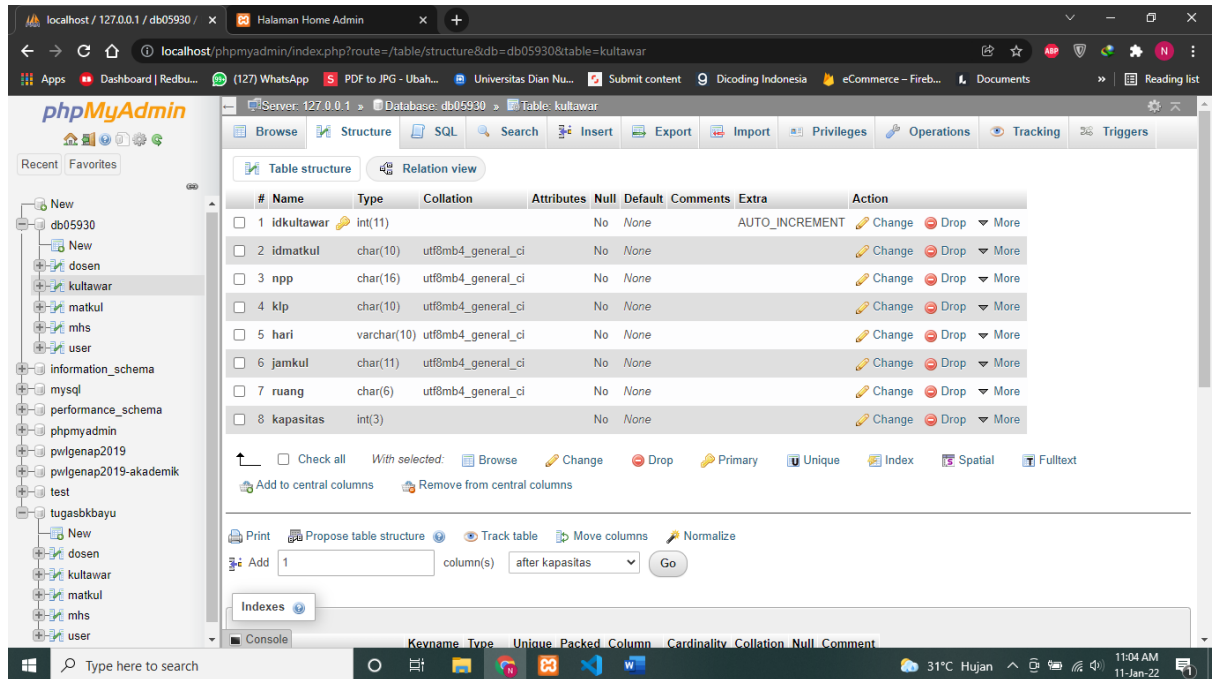 localhost / 127.0.0.1 / db05930 /
Halaman Home Admin
localhost/phpmyadmin/index.php?route=/table/structure&db=db05930&table=kultawar
ABP
N
Apps Dashboard | Redbu... (127) WhatsApp PDF to JPG - Ubah... Universitas Dian Nu... Submit content Dicoding Indonesia eCommerce – Fireb... Documents » Reading list
phpMyAdmin
Recent Favorites
New
db05930
New
dosen
kultawar
matkul
mhs
user
information_schema
mysql
performance_schema
phpmyadmin
pwlgenap2019
pwlgenap2019-akademik
test
tugasbkbayu
New
dosen
kultawar
matkul
mhs
user
Server: 127.0.0.1 » Database: db05930 » Table: kultawar
Browse Structure SQL Search Insert Export Import Privileges Operations Tracking Triggers
Table structure Relation view
# Name Type Collation Attributes Null Default Comments Extra Action
1 idkultawar int(11) No None AUTO_INCREMENT Change Drop More
2 idmatkul char(10) utf8mb4_general_ci No None Change Drop More
3 npp char(16) utf8mb4_general_ci No None Change Drop More
4 klp char(10) utf8mb4_general_ci No None Change Drop More
5 hari varchar(10) utf8mb4_general_ci No None Change Drop More
6 jamkul char(11) utf8mb4_general_ci No None Change Drop More
7 ruang char(6) utf8mb4_general_ci No None Change Drop More
8 kapasitas int(3) No None Change Drop More
Check all With selected: Browse Change Drop Primary Unique Index Spatial Fulltext
Add to central columns Remove from central columns
Print Propose table structure Track table Move columns Normalize
Add 1 column(s) after kapasitas Go
Indexes
Console
Keyname Type Unique Packed Column Cardinality Collation Null Comment
Type here to search
31°C Hujan
11:04 AM
11-Jan-22